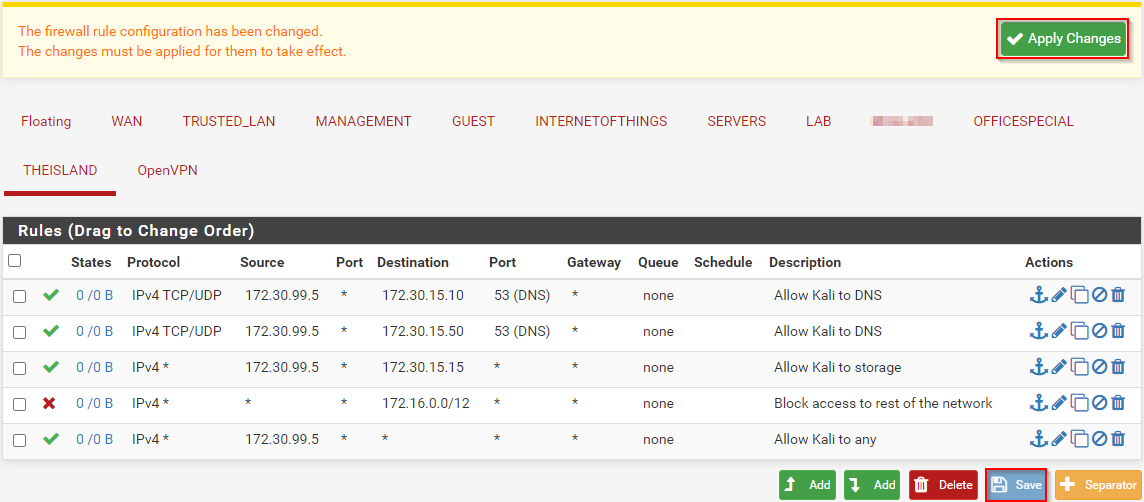 The firewall rule configuration has been changed.
The changes must be applied for them to take effect.
Apply Changes
Floating WAN TRUSTED_LAN MANAGEMENT GUEST INTERNETOFTHINGS SERVERS LAB OFFICESPECIAL
THEISLAND OpenVPN
Rules (Drag to Change Order)
States Protocol Source Port Destination Port Gateway Queue Schedule Description Actions
0 /0 B IPv4 TCP/UDP 172.30.99.5 * 172.30.15.10 53 (DNS) * none Allow Kali to DNS
0 /0 B IPv4 TCP/UDP 172.30.99.5 * 172.30.15.50 53 (DNS) * none Allow Kali to DNS
0 /0 B IPv4 * 172.30.99.5 * 172.30.15.15 * * none Allow Kali to storage
0 /0 B IPv4 * * * 172.16.0.0/12 * * none Block access to rest of the network
0 /0 B IPv4 * 172.30.99.5 * * * * none Allow Kali to any
Add Add Delete Save Separator